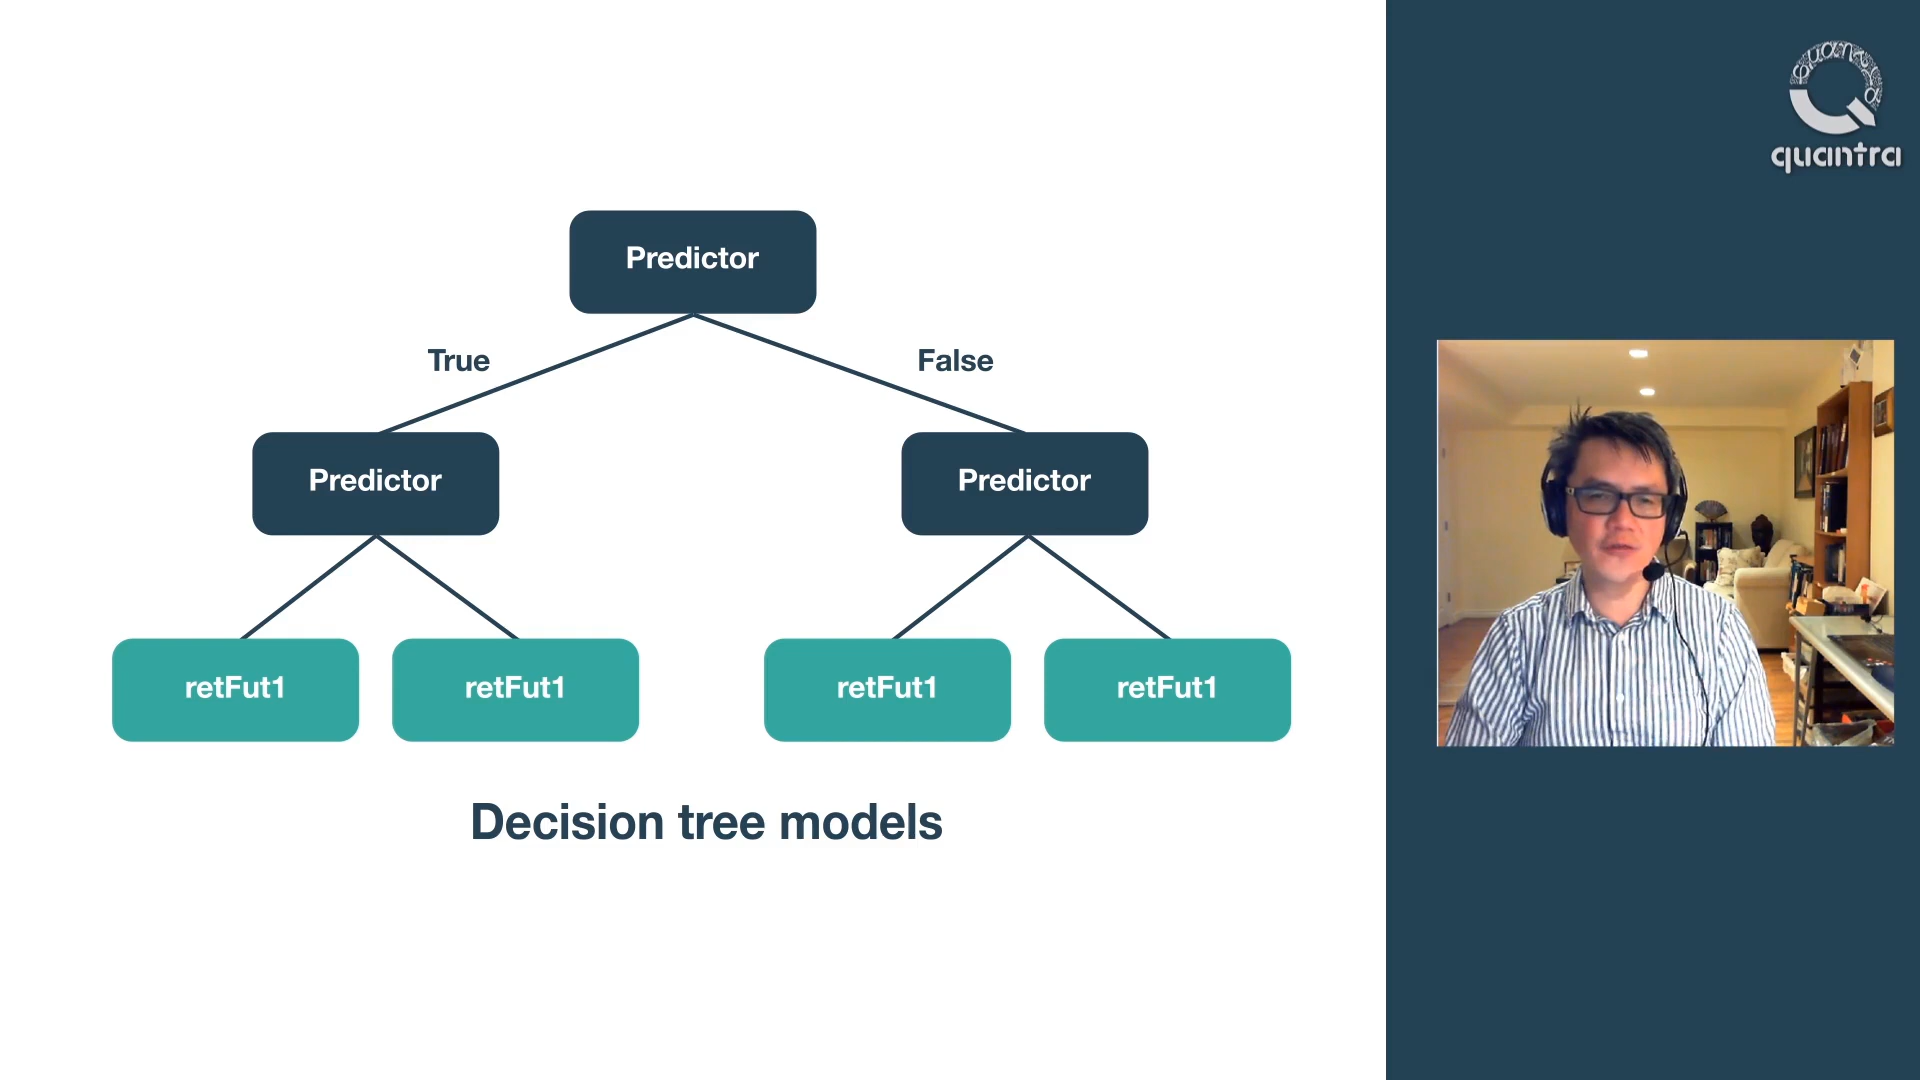 Predictor
True
False
Predictor
Predictor
retFut1
retFut1
retFut1
retFut1
Decision tree models
quantra